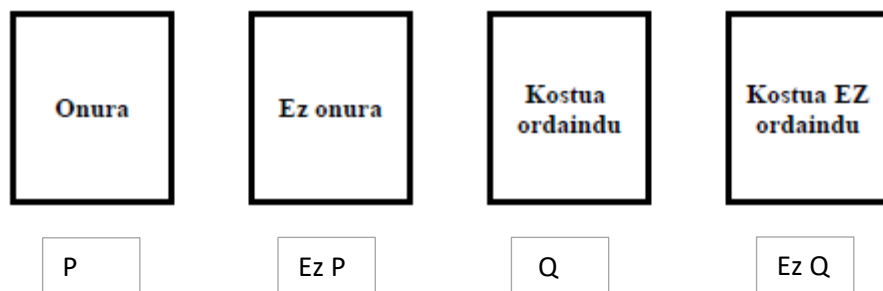 Onura
Ez onura
Kostua
ordaindu
Kostua EZ
ordaindu
P
Ez P
Q
Ez Q